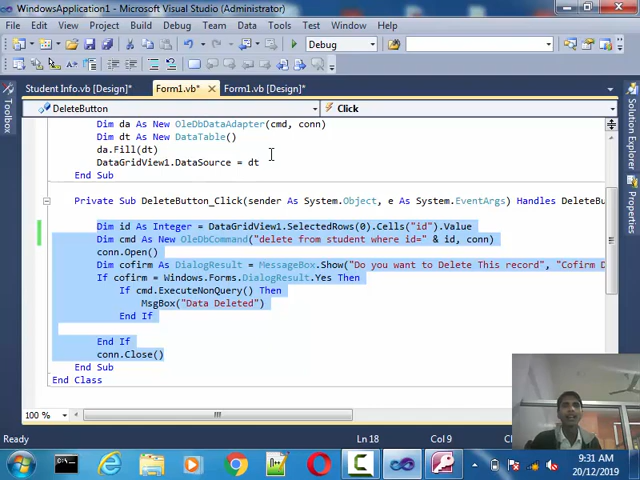 WindowsApplication1 - Microsoft Visual Studio (Administrator)
File Edit View Project Build Debug Team Data Tools Test Window Help
Debug
Student Info.vb [Design]* Form1.vb* Form1.vb [Design]*
DeleteButton Click
Toolbox
Dim da As New OleDbDataAdapter(cmd, conn)
Dim dt As New DataTable()
da.Fill(dt)
DataGridView1.DataSource = dt
End Sub
Private Sub DeleteButton_Click(sender As System.Object, e As System.EventArgs) Handles DeleteBu
Dim id As Integer = DataGridView1.SelectedRows(0).Cells("id").Value
Dim cmd As New OleDbCommand("delete from student where id=" & id, conn)
conn.Open()
Dim cofirm As DialogResult = MessageBox.Show("Do you want to Delete This record", "Cofirm D
If cofirm = Windows.Forms.DialogResult.Yes Then
If cmd.ExecuteNonQuery() Then
MsgBox("Data Deleted")
End If
End If
conn.Close()
End Sub
End Class
Solution Explorer
Properties
100 %
Ready Ln 18 Col 9
9:31 AM
20/12/2019